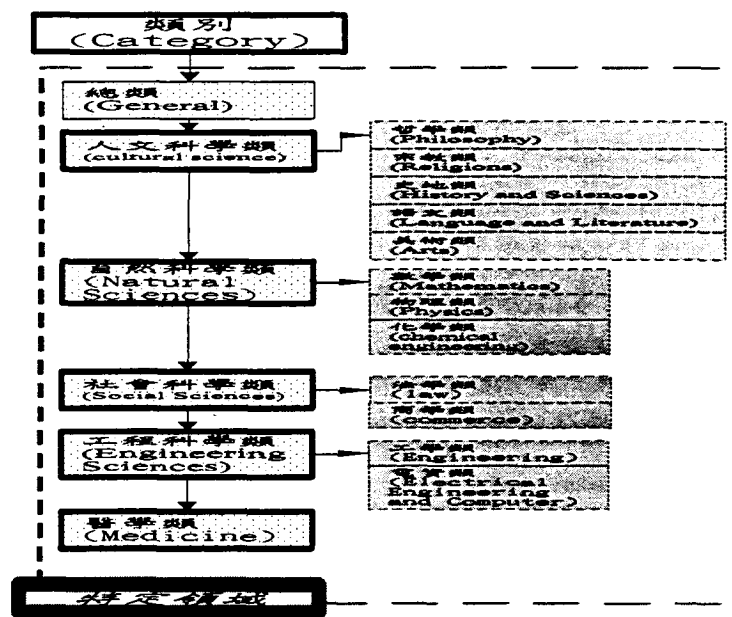 類別
(Category)
總類
(General)
人文科學類
(cultural science)
哲學類
(Philosophy)
宗教類
(Religions)
史地類
(History and Sciences)
語文類
(Language and Literature)
美術類
(Arts)
自然科學類
(Natural
Sciences)
數學類
(Mathematics)
物理類
(Physics)
化學類
(chemical
engineering)
社會科學類
(Social Sciences)
法學類
(law)
商學類
(commerce)
工程科學類
(Engineering
Sciences)
工學類
(Engineering)
電資類
(Electrical
Engineering
and Computer)
醫學類
(Medicine)
特定領域